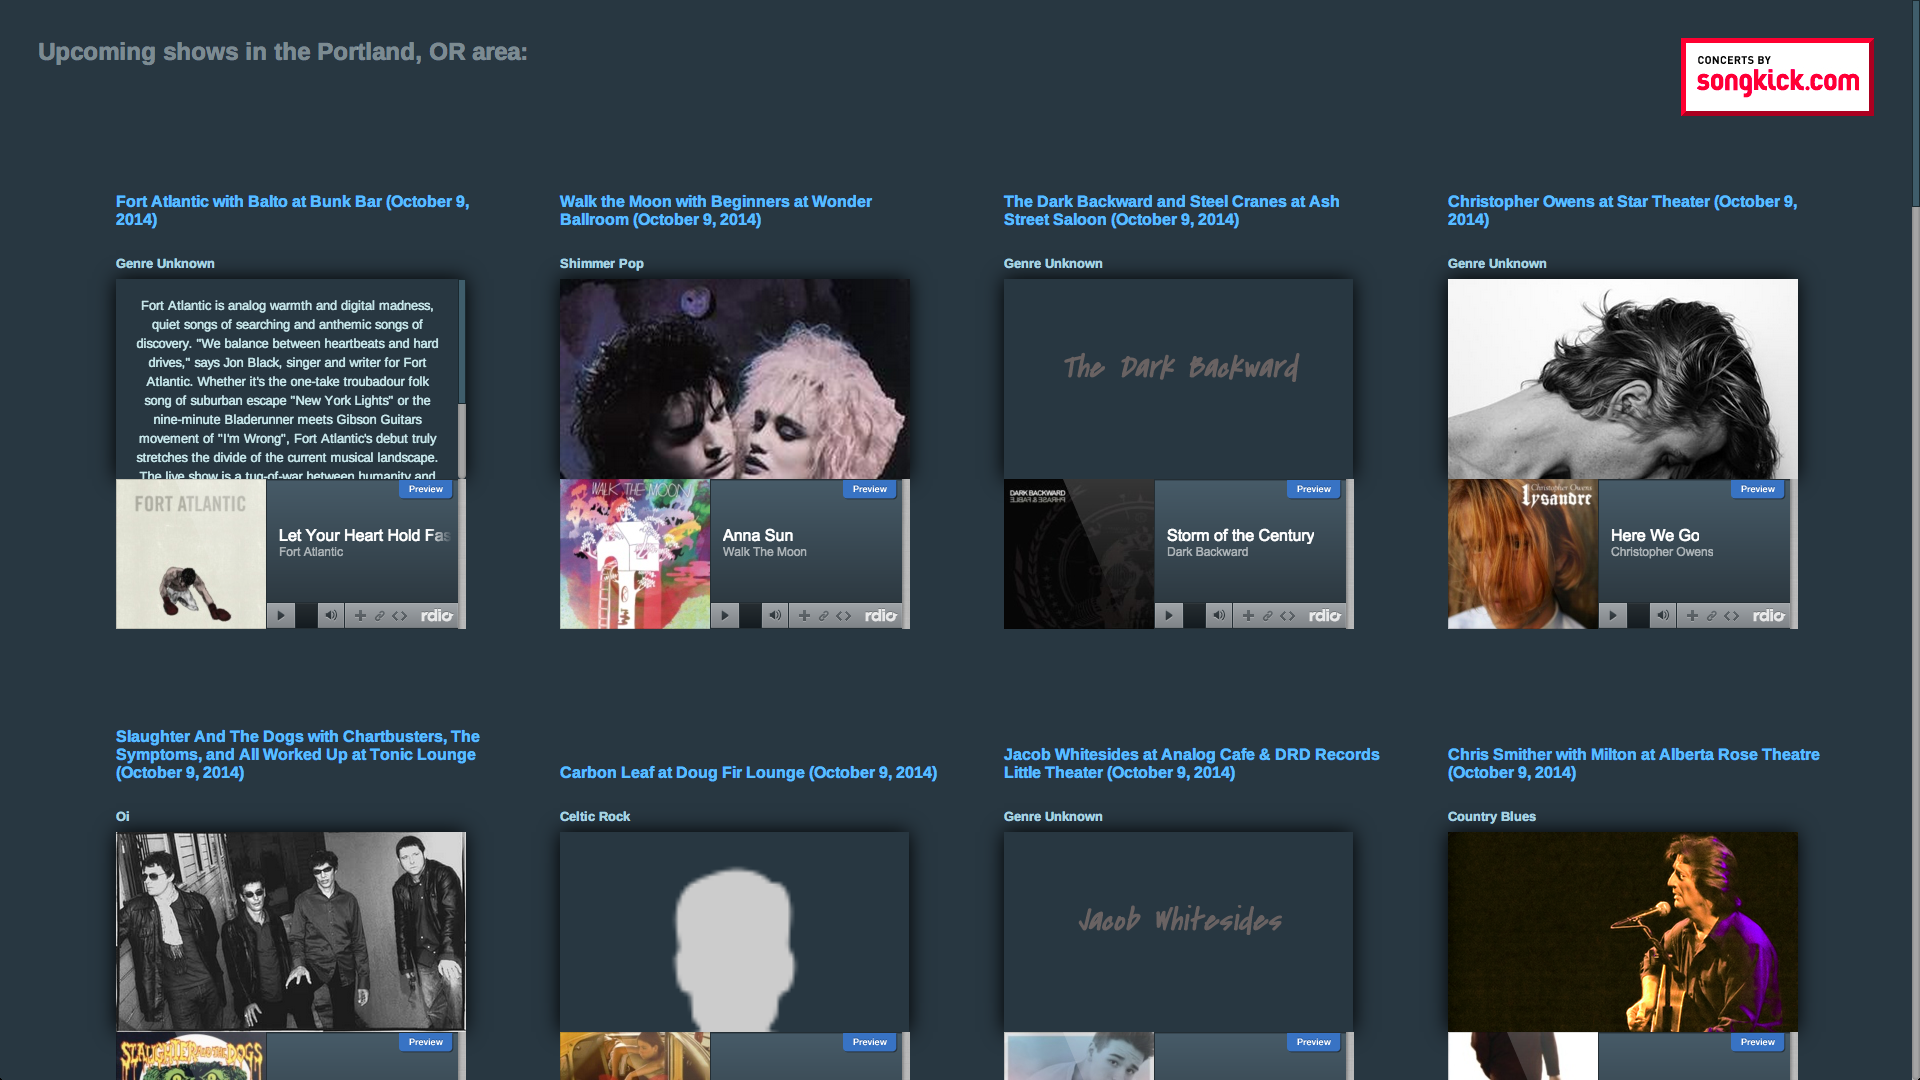 Upcoming shows in the Portland, OR area:
CONCERTS BY
songkick.com
Fort Atlantic with Balto at Bunk Bar (October 9,
2014)
Genre Unknown
Fort Atlantic is analog warmth and digital madness,
quiet songs of searching and anthemic songs of
discovery. "We balance between heartbeats and hard
drives," says Jon Black, singer and writer for Fort
Atlantic. Whether it's the one-take troubadour folk
song of suburban escape "New York Lights" or the
nine-minute Bladerunner meets Gibson Guitars
movement of "I'm Wrong", Fort Atlantic's debut truly
stretches the divide of the current musical landscape.
The live show is a tug-of-war between humanity and
FORT ATLANTIC
Preview
Let Your Heart Hold Fas
Fort Atlantic
rdio
Walk the Moon with Beginners at Wonder
Ballroom (October 9, 2014)
Shimmer Pop
WALK THE MOON
Preview
Anna Sun
Walk The Moon
rdio
The Dark Backward and Steel Cranes at Ash
Street Saloon (October 9, 2014)
Genre Unknown
The Dark Backward
DARK BACKWARD
Preview
Storm of the Century
Dark Backward
rdio
Christopher Owens at Star Theater (October 9,
2014)
Genre Unknown
Christopher Owens
Lysandre
Preview
Here We Go
Christopher Owens
rdio
Slaughter And The Dogs with Chartbusters, The
Symptoms, and All Worked Up at Tonic Lounge
(October 9, 2014)
Oi
SLAUGHTER AND THE DOGS
Preview
Carbon Leaf at Doug Fir Lounge (October 9, 2014)
Celtic Rock
Preview
Jacob Whitesides at Analog Cafe & DRD Records
Little Theater (October 9, 2014)
Genre Unknown
Jacob Whitesides
Preview
Chris Smither with Milton at Alberta Rose Theatre
(October 9, 2014)
Country Blues
Preview